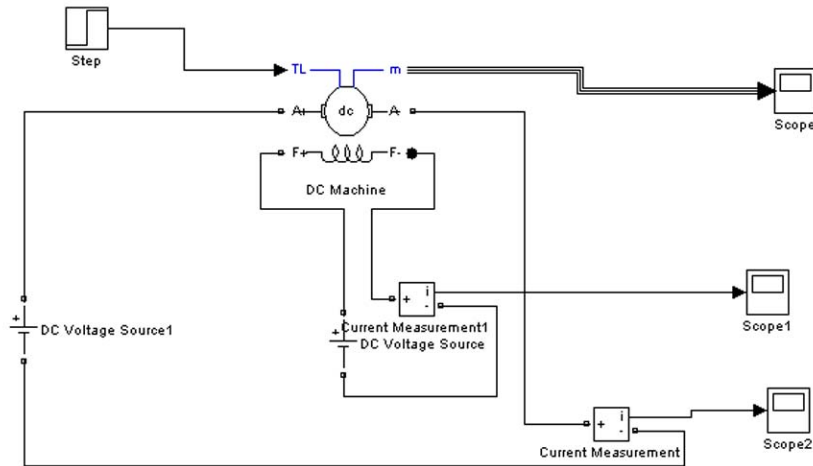 Step
TL
m
Scope
A+
dc
A-
F+
F-
DC Machine
+
DC Voltage Source1
+
i
-
Scope1
Current Measurement1
+
DC Voltage Source
+
i
-
Scope2
Current Measurement